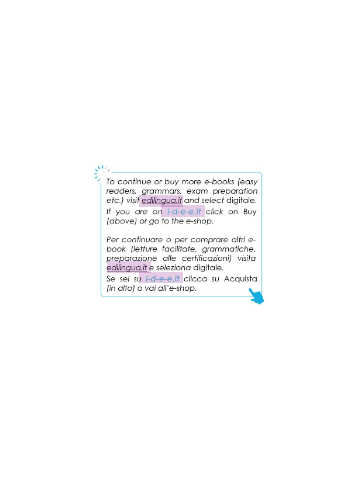 To continue or buy more e-books (easy
readers, grammars, exam preparation
etc.) visit edilingua.it and select digitale.
If you are on i-d-e-e.it click on Buy
(above) or go to the e-shop.
Per continuare o per comprare altri e-
book (letture facilitate, grammatiche,
preparazione alle certificazioni) visita
edilingua.it e seleziona digitale.
Se sei su i-d-e-e.it clicca su Acquista
(in alto) o vai all'e-shop.